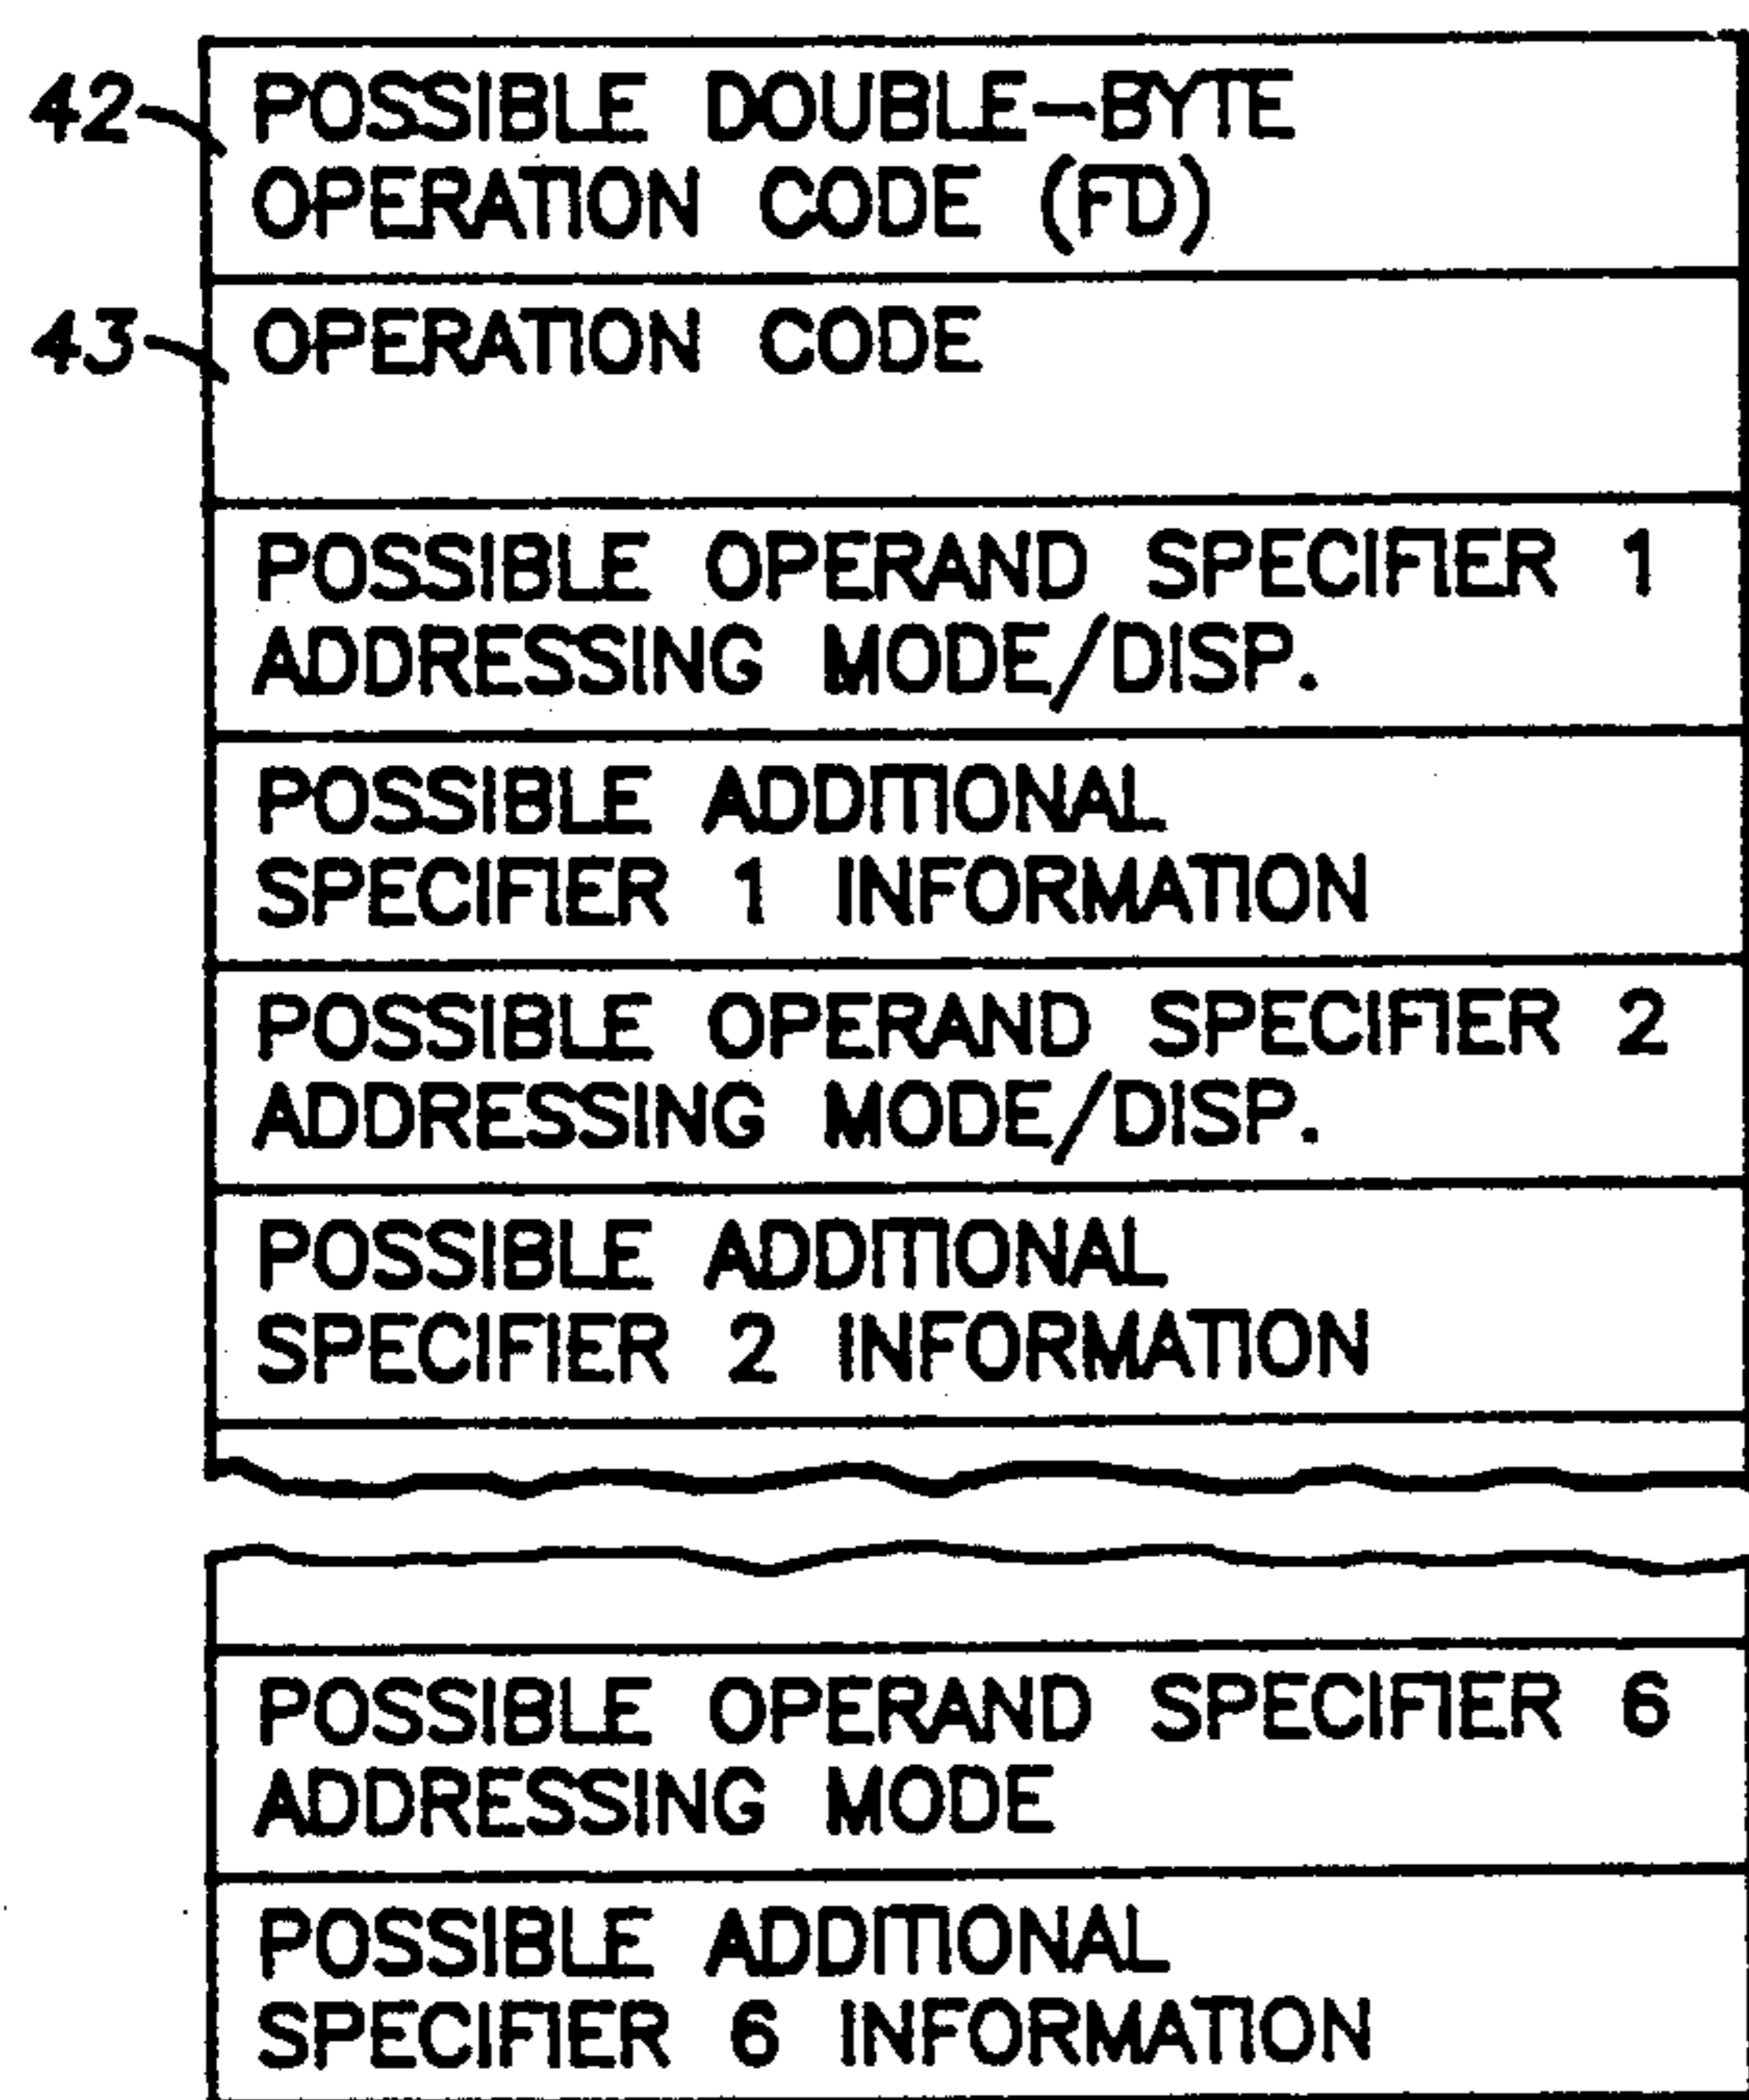 42
POSSIBLE DOUBLE-BYTE
OPERATION CODE (FD)
43
OPERATION CODE
POSSIBLE OPERAND SPECIFIER 1
ADDRESSING MODE/DISP.
POSSIBLE ADDITIONAL
SPECIFIER 1 INFORMATION
POSSIBLE OPERAND SPECIFIER 2
ADDRESSING MODE/DISP.
POSSIBLE ADDITIONAL
SPECIFIER 2 INFORMATION
POSSIBLE OPERAND SPECIFIER 6
ADDRESSING MODE
POSSIBLE ADDITIONAL
SPECIFIER 6 INFORMATION